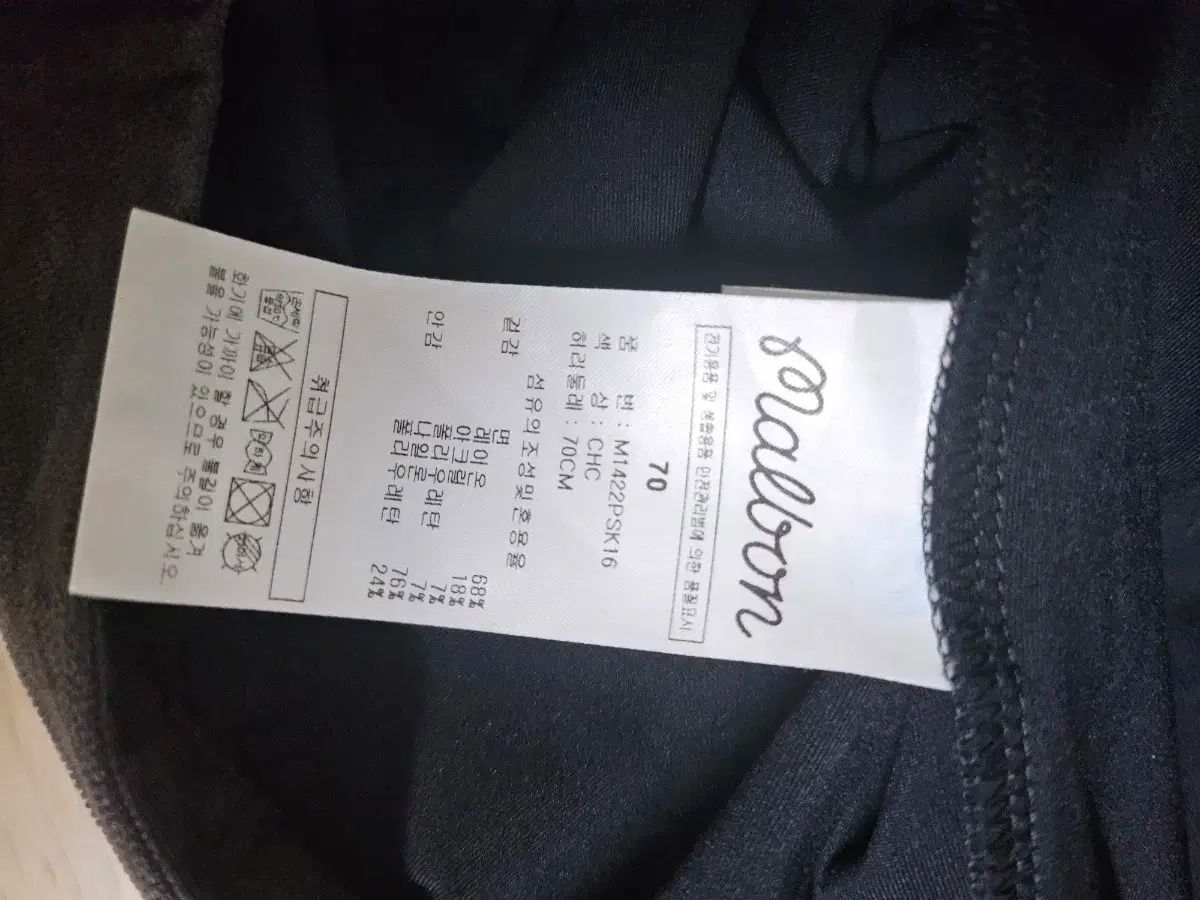 Malbon
전기용품 및 생활용품 안전관리법에 의한 품질표시
70
품 번 : M1422PSK16
색 상 : CHC
허리둘레 : 70CM
섬유의 조성및 혼용율
겉감 면 68%
레이온 18%
아크릴 7%
폴리우레탄 7%
안감 나일론 76%
폴리우레탄 24%
취급주의사항
화기에 가까이 할 경우 불길이 옮겨
붙을 가능성이 있으므로 주의하십시오